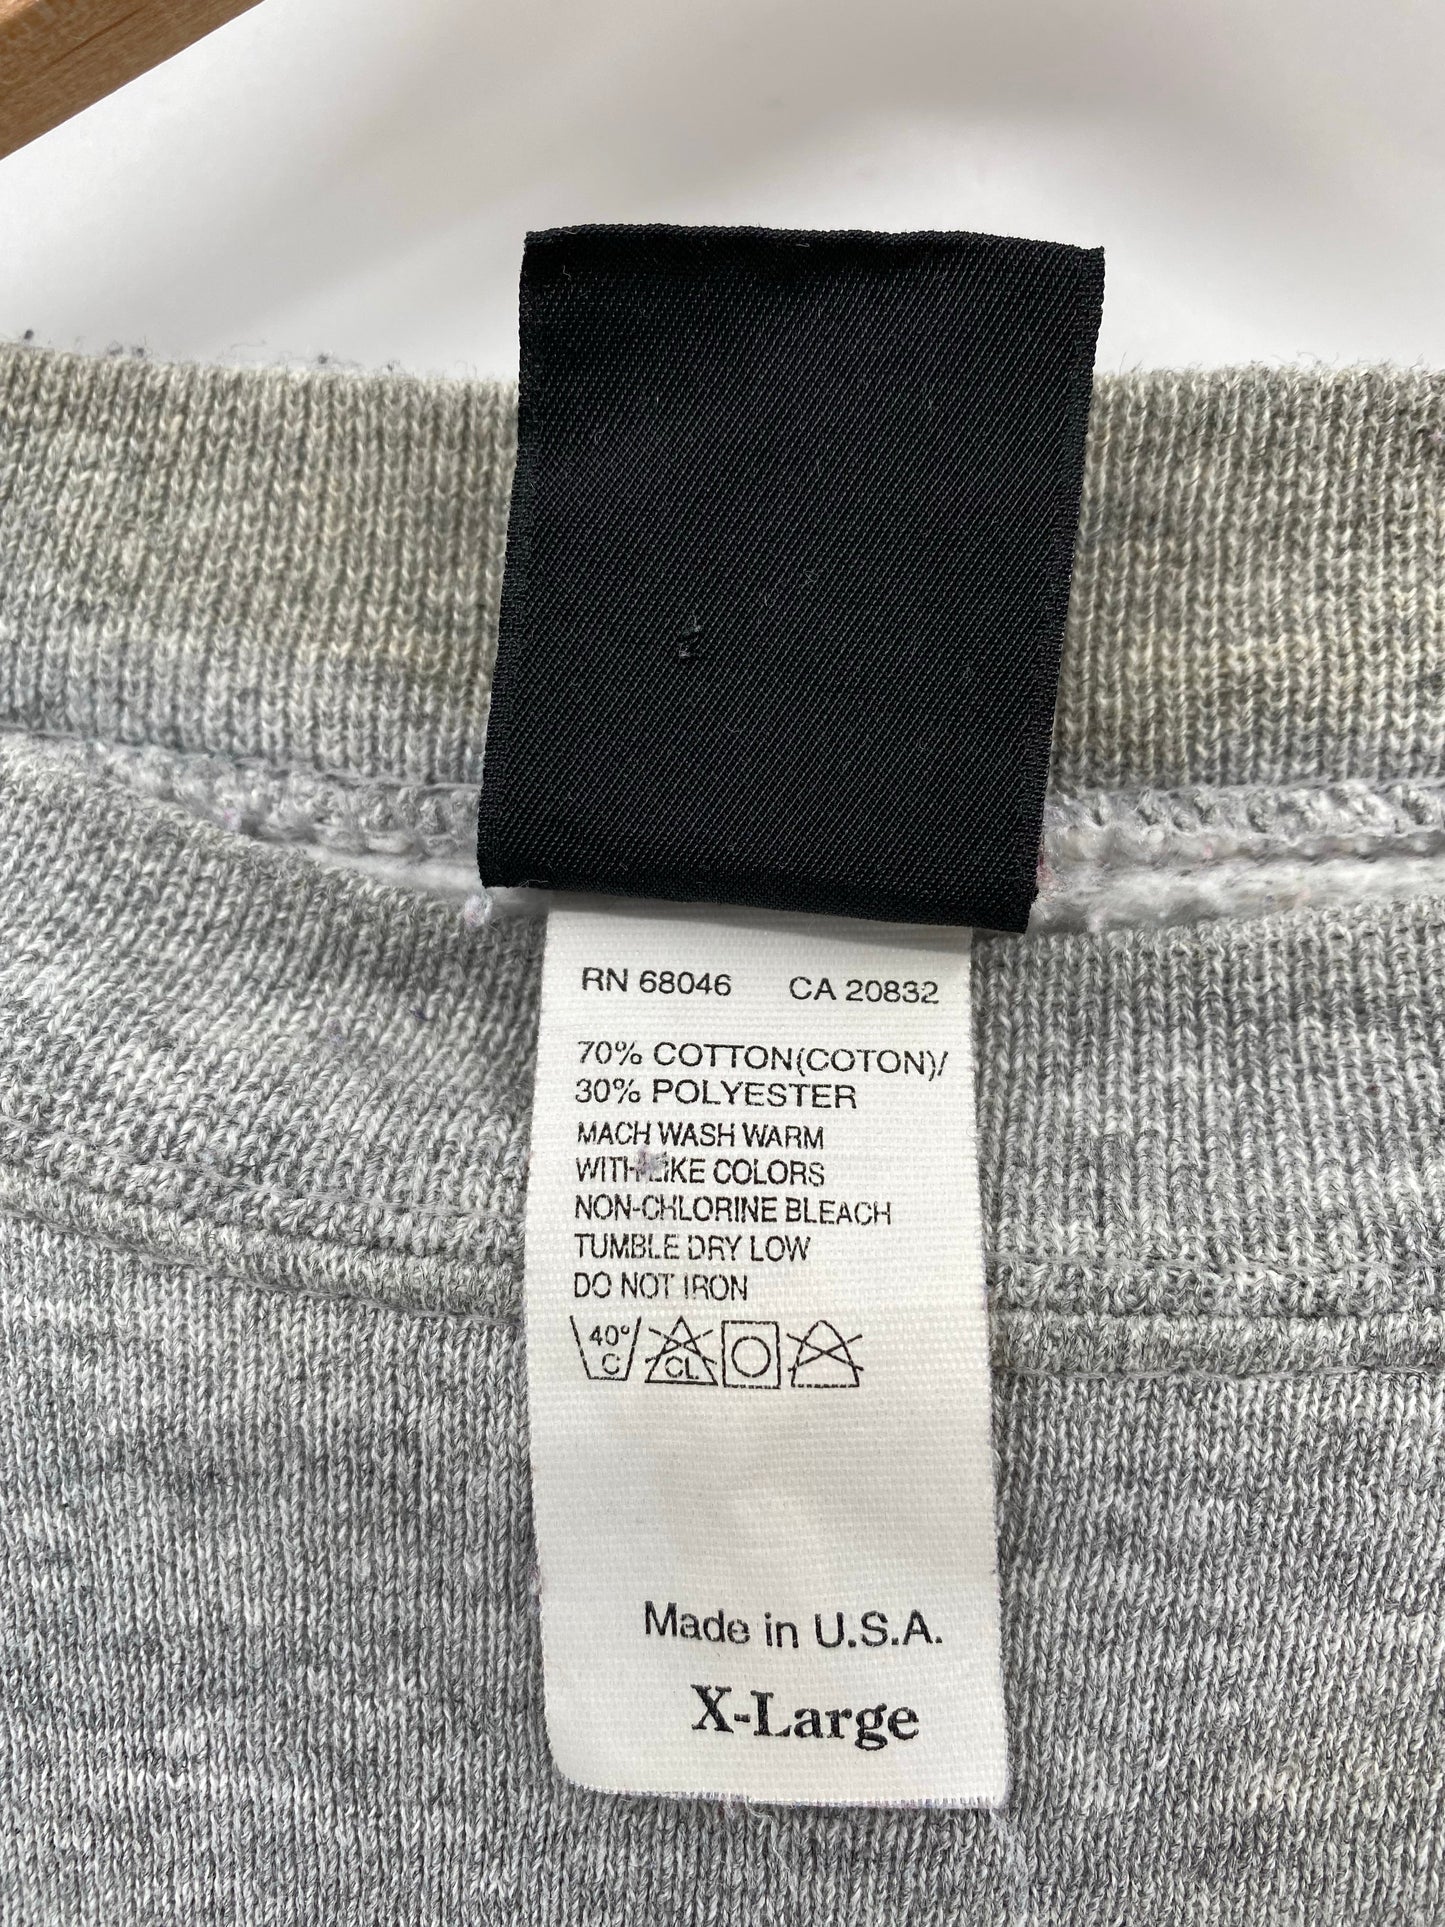 RN 68046 CA 20832
70% COTTON(COTON)/
30% POLYESTER
MACH WASH WARM
WITH LIKE COLORS
NON-CHLORINE BLEACH
TUMBLE DRY LOW
DO NOT IRON
40° C CL
Made in U.S.A.
X-Large